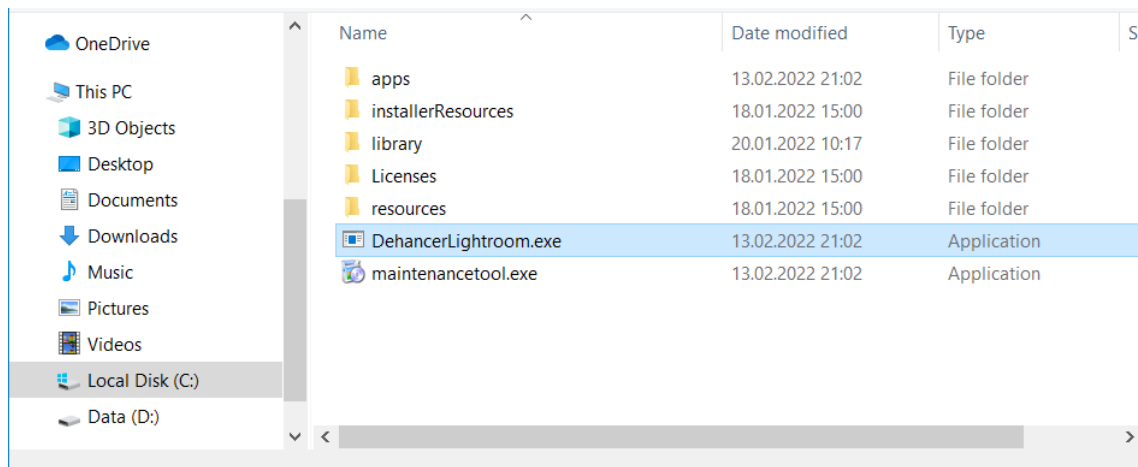 OneDrive
This PC
3D Objects
Desktop
Documents
Downloads
Music
Pictures
Videos
Local Disk (C:)
Data (D:)
Name Date modified Type S
apps 13.02.2022 21:02 File folder
installerResources 18.01.2022 15:00 File folder
library 20.01.2022 10:17 File folder
Licenses 18.01.2022 15:00 File folder
resources 18.01.2022 15:00 File folder
DehancerLightroom.exe 13.02.2022 21:02 Application
maintenancetool.exe 13.02.2022 21:02 Application